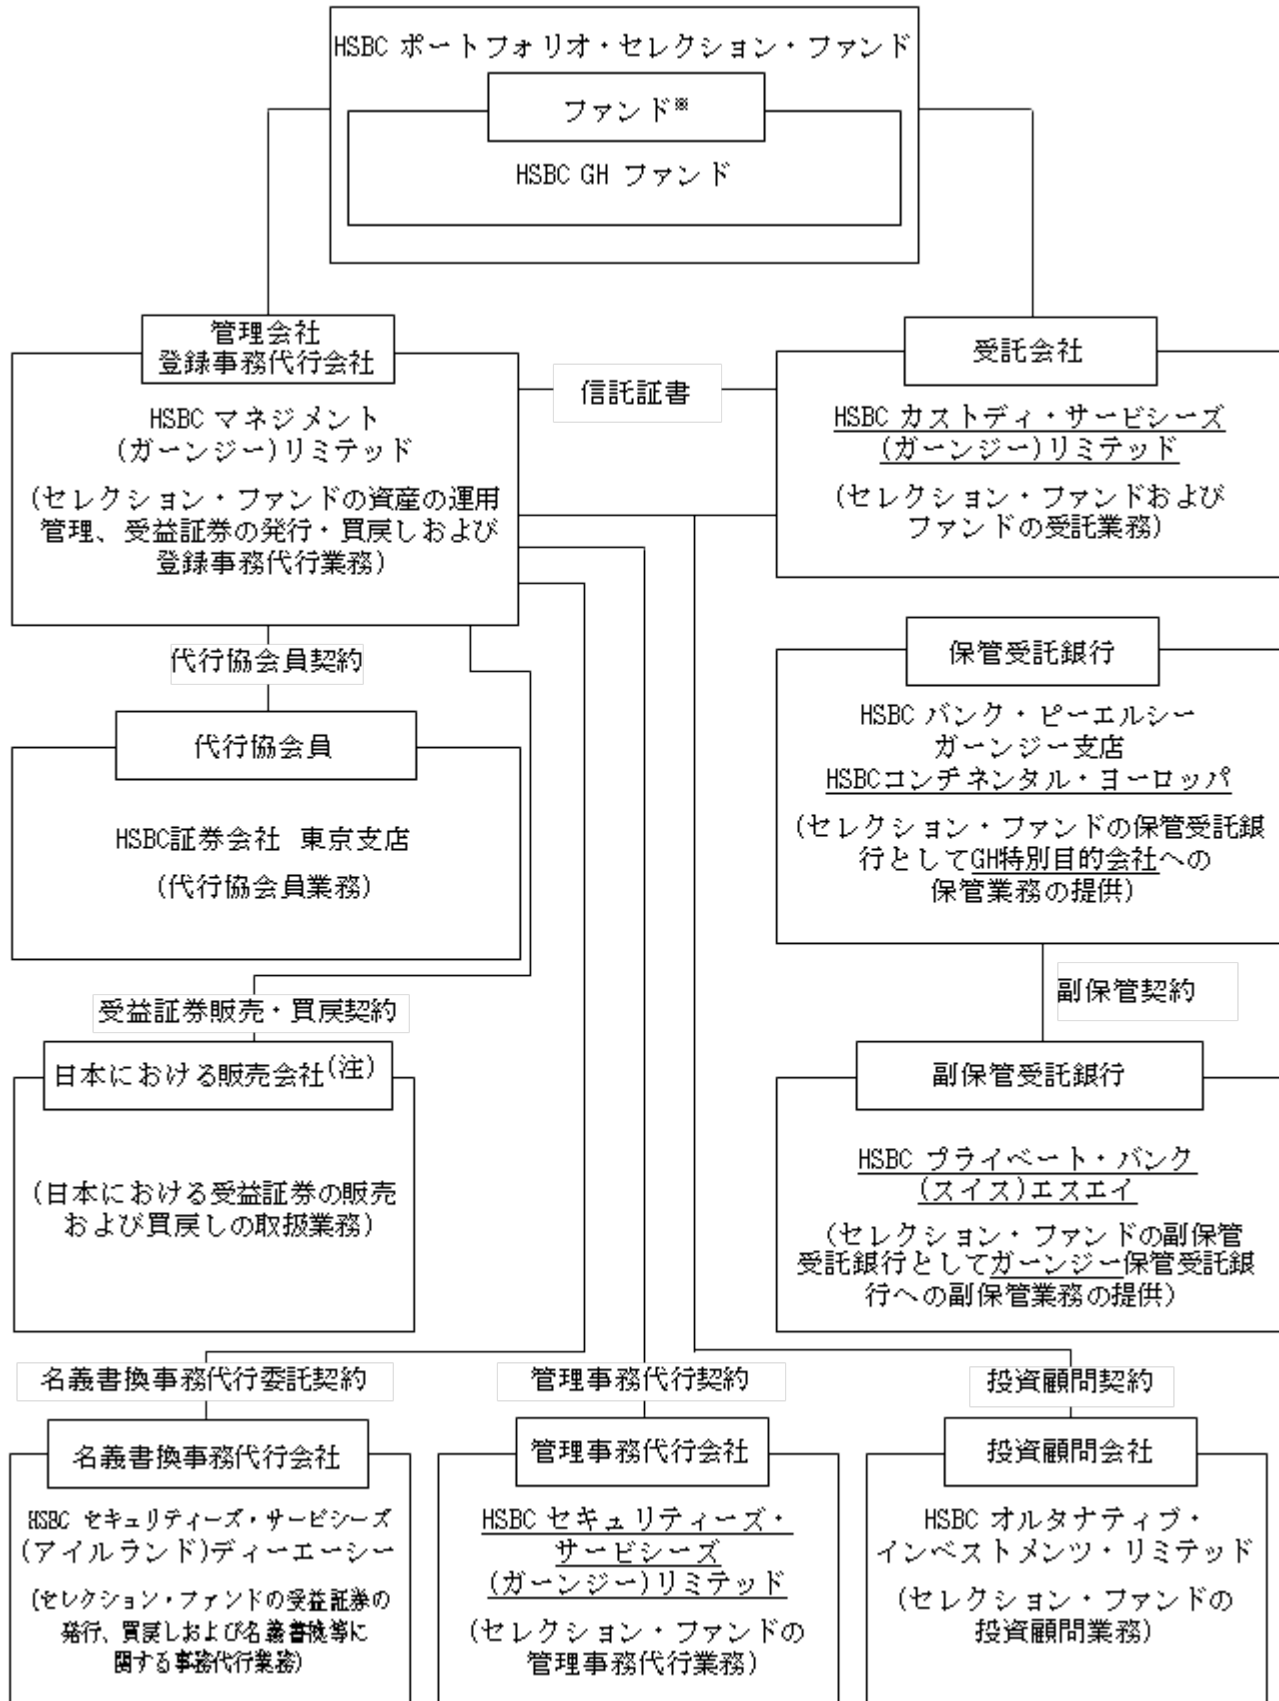 HSBC ポートフォリオ・セレクション・ファンド
ファンド※
HSBC GH ファンド
管理会社
登録事務代行会社
HSBC マネジメント
(ガーンジー)リミテッド
(セレクション・ファンドの資産の運用
管理、受益証券の発行・買戻しおよび
登録事務代行業務)
信託証書
受託会社
HSBC カストディ・サービシーズ
(ガーンジー)リミテッド
(セレクション・ファンドおよび
ファンドの受託業務)
代行協会員契約
代行協会員
HSBC証券会社 東京支店
(代行協会員業務)
保管受託銀行
HSBC バンク・ピーエルシー
ガーンジー支店
HSBCコンチネンタル・ヨーロッパ
(セレクション・ファンドの保管受託銀
行としてGH特別目的会社への
保管業務の提供)
副保管契約
受益証券販売・買戻契約
日本における販売会社(注)
(日本における受益証券の販売
および買戻しの取扱業務)
副保管受託銀行
HSBC プライベート・バンク
(スイス)エスエイ
(セレクション・ファンドの副保管
受託銀行としてガーンジー保管受託銀
行への副保管業務の提供)
名義書換事務代行委託契約
名義書換事務代行会社
HSBC セキュリティーズ・サービシーズ
(アイルランド)ディーエーシー
(セレクション・ファンドの受益証券の
発行、買戻しおよび名義書換等に
関する事務代行業務)
管理事務代行契約
管理事務代行会社
HSBC セキュリティーズ・
サービシーズ
(ガーンジー)リミテッド
(セレクション・ファンドの
管理事務代行業務)
投資顧問契約
投資顧問会社
HSBC オルタナティブ・
インベストメンツ・リミテッド
(セレクション・ファンドの
投資顧問業務)